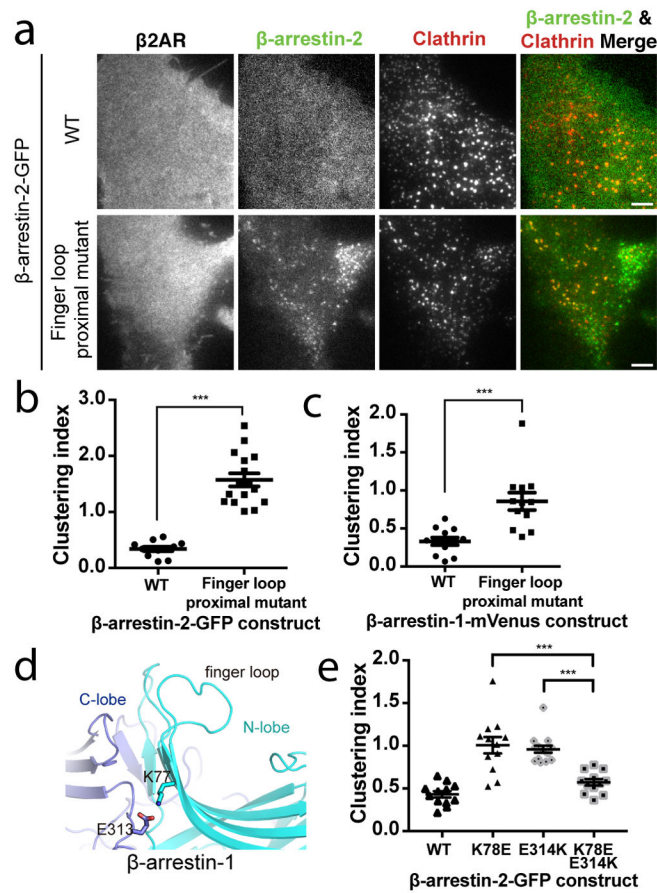 a
β2AR
β-arrestin-2
Clathrin
β-arrestin-2 &
Clathrin Merge
β-arrestin-2-GFP
WT
Finger loop
proximal mutant
b
***
Clustering index
3.0
2.0
1.0
0.0
WT
Finger loop
proximal mutant
β-arrestin-2-GFP construct
c
***
Clustering index
2.0
1.5
1.0
0.5
0.0
WT
Finger loop
proximal mutant
β-arrestin-1-mVenus construct
d
finger loop
C-lobe
N-lobe
K77
E313
β-arrestin-1
e
***
***
Clustering index
2.0
1.5
1.0
0.5
0.0
WT
K78E
E314K
K78E
E314K
β-arrestin-2-GFP construct